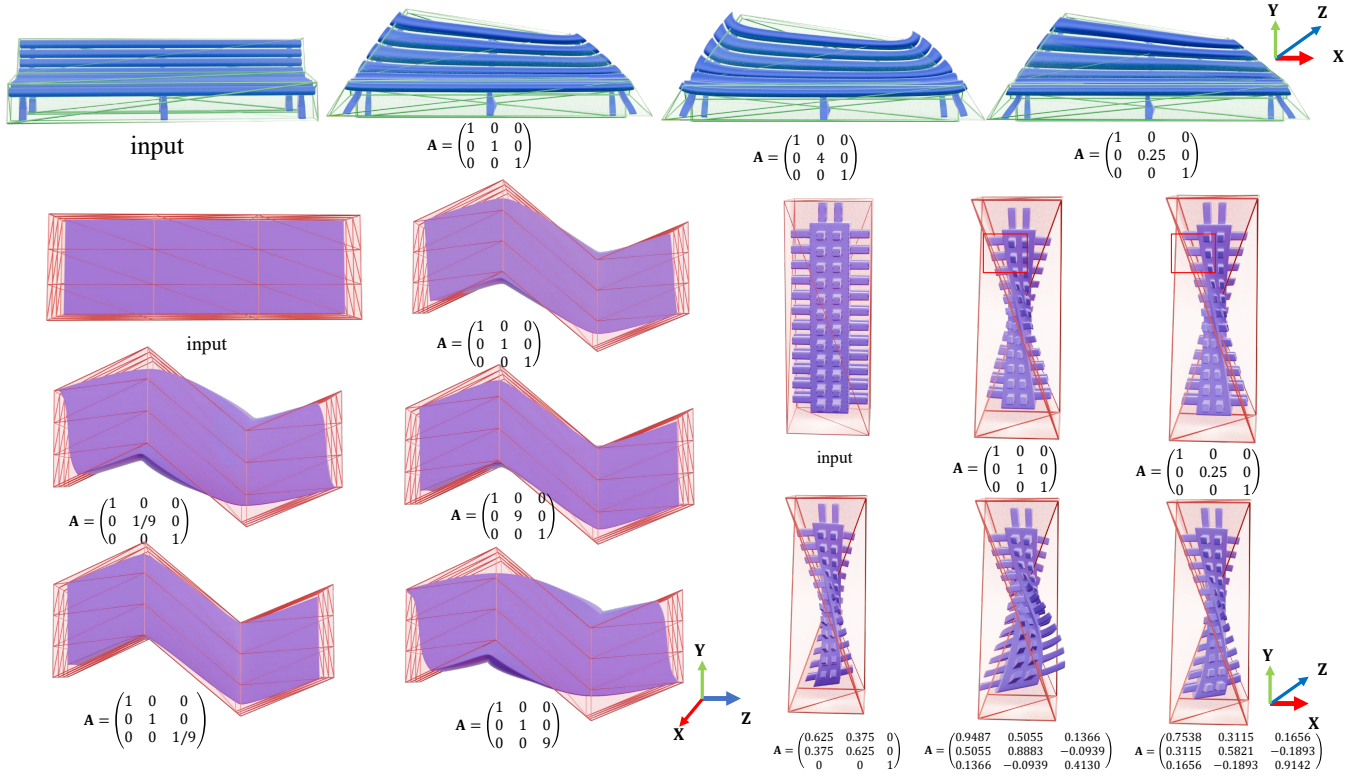 Y
Z
X
input
A = (1 0 0
0 1 0
0 0 1)
A = (1 0 0
0 4 0
0 0 1)
A = (1 0 0
0 0.25 0
0 0 1)
input
A = (1 0 0
0 1 0
0 0 1)
A = (1 0 0
0 1/9 0
0 0 1)
A = (1 0 0
0 9 0
0 0 1)
A = (1 0 0
0 1 0
0 0 1/9)
A = (1 0 0
0 1 0
0 0 9)
Y
Z
X
input
A = (1 0 0
0 1 0
0 0 1)
A = (1 0 0
0 0.25 0
0 0 1)
A = (0.625 0.375 0
0.375 0.625 0
0 0 1)
A = (0.9487 0.5055 0.1366
0.5055 0.8883 −0.0939
0.1366 −0.0939 0.4130)
A = (0.7538 0.3115 0.1656
0.3115 0.5821 −0.1893
0.1656 −0.1893 0.9142)
Y
Z
X